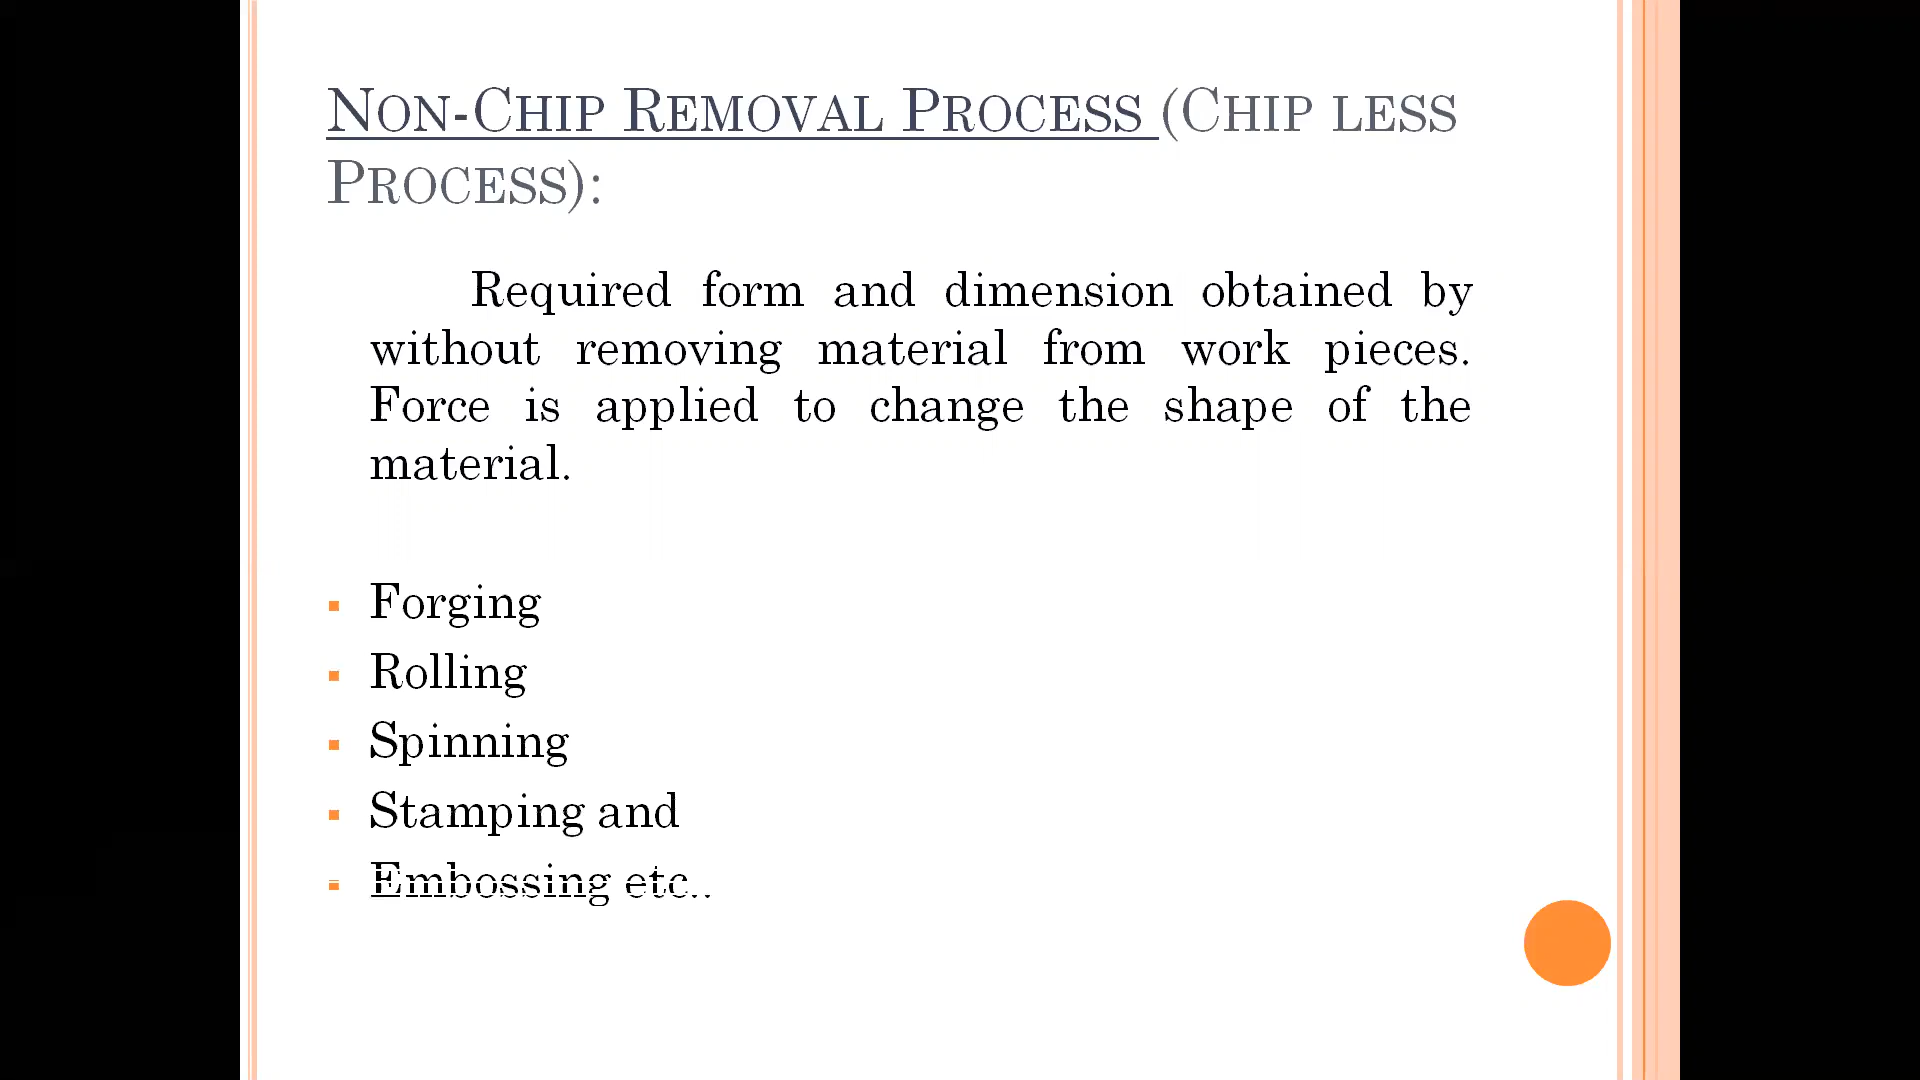 Non-Chip Removal Process (Chip less
Process):
Required form and dimension obtained by
without removing material from work pieces.
Force is applied to change the shape of the
material.
▪ Forging
▪ Rolling
▪ Spinning
▪ Stamping and
▪ Embossing etc..